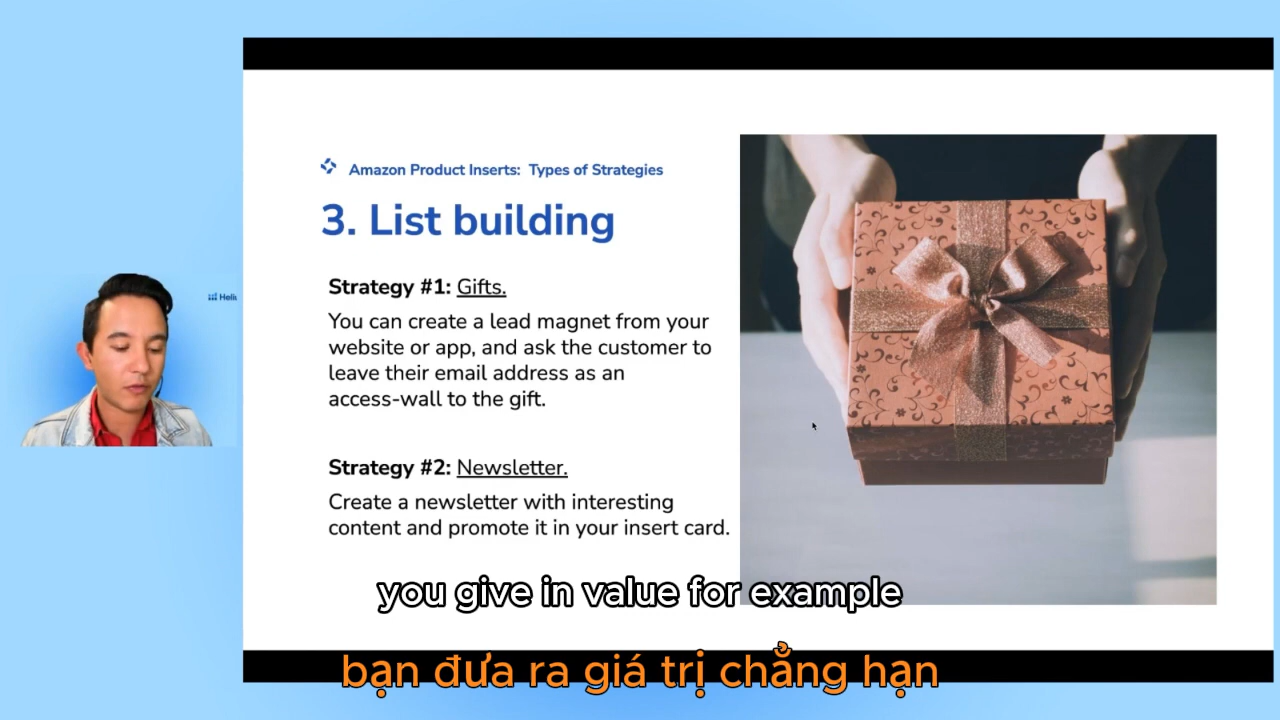 Amazon Product Inserts: Types of Strategies
3. List building
Strategy #1: Gifts.
You can create a lead magnet from your
website or app, and ask the customer to
leave their email address as an
access-wall to the gift.
Strategy #2: Newsletter.
Create a newsletter with interesting
content and promote it in your insert card.
you give in value for example
bạn đưa ra giá trị chẳng hạn